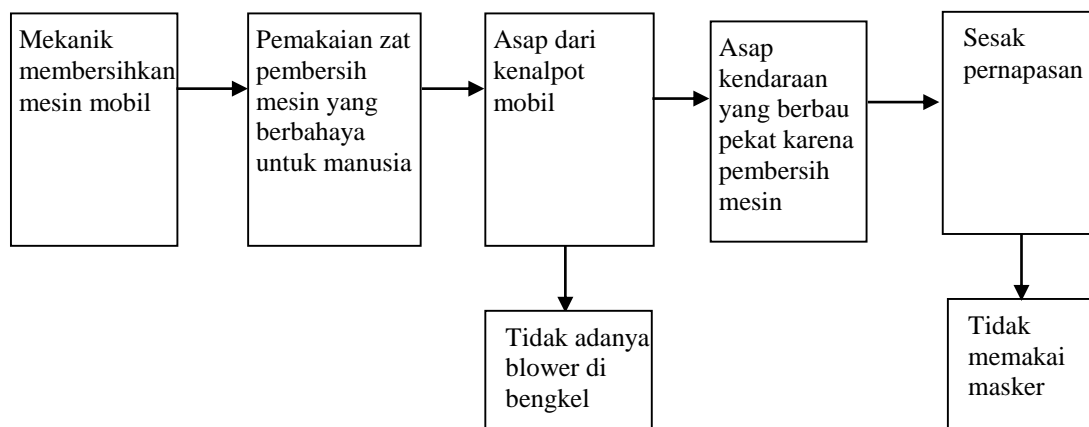 Mekanik
membersihkan
mesin mobil
Pemakaian zat
pembersih
mesin yang
berbahaya
untuk manusia
Asap dari
kenalpot
mobil
Asap
kendaraan
yang berbau
pekat karena
pembersih
mesin
Sesak
pernapasan
Tidak adanya
blower di
bengkel
Tidak
memakai
masker